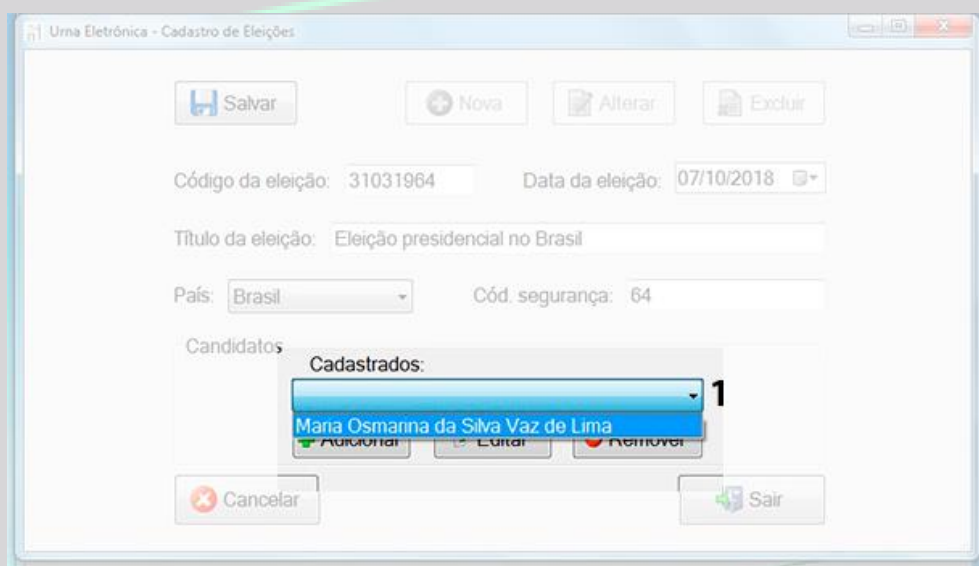 Urna Eletrônica - Cadastro de Eleições
Salvar Nova Alterar Excluir
Código da eleição: 31031964 Data da eleição: 07/10/2018
Título da eleição: Eleição presidencial no Brasil
País: Brasil Cód. segurança: 64
Candidatos
Cadastrados:
1
Maria Osmarina da Silva Vaz de Lima
Adicionar Editar Remover
Cancelar Sair